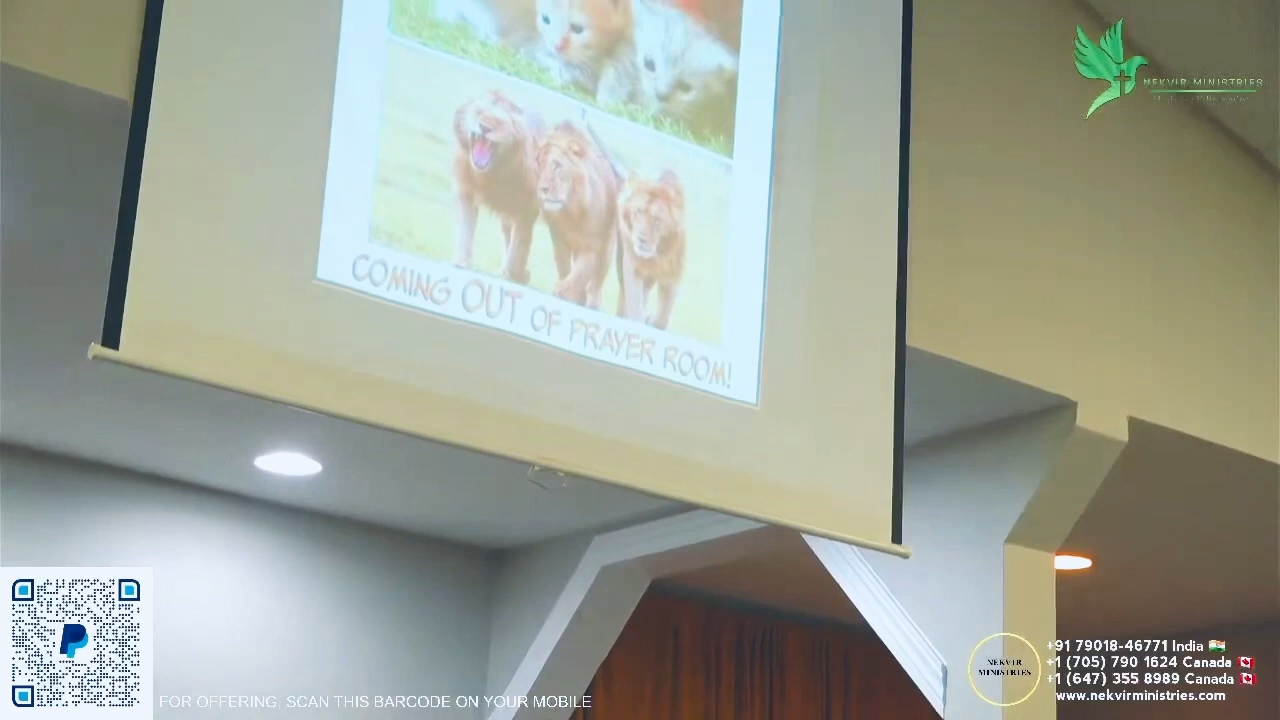 NEKVIR MINISTRIES
COMING OUT OF PRAYER ROOM!
FOR OFFERING, SCAN THIS BARCODE ON YOUR MOBILE
NEKVIR
MINISTRIES
+91 79018-46771 India
+1 (705) 790 1624 Canada
+1 (647) 355 8989 Canada
www.nekvirministries.com